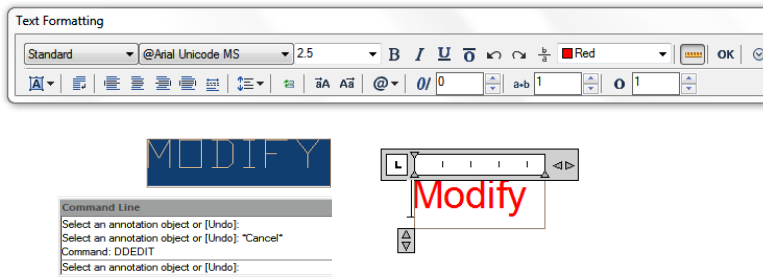 Text Formatting
Standard @Arial Unicode MS 2.5 B I U O b/a Red OK
A āA Aā @ 0/ 0 a•b 1 O 1
MODIFY
L
Modify
Command Line
Select an annotation object or [Undo]:
Select an annotation object or [Undo]: *Cancel*
Command: DDEDIT
Select an annotation object or [Undo]: